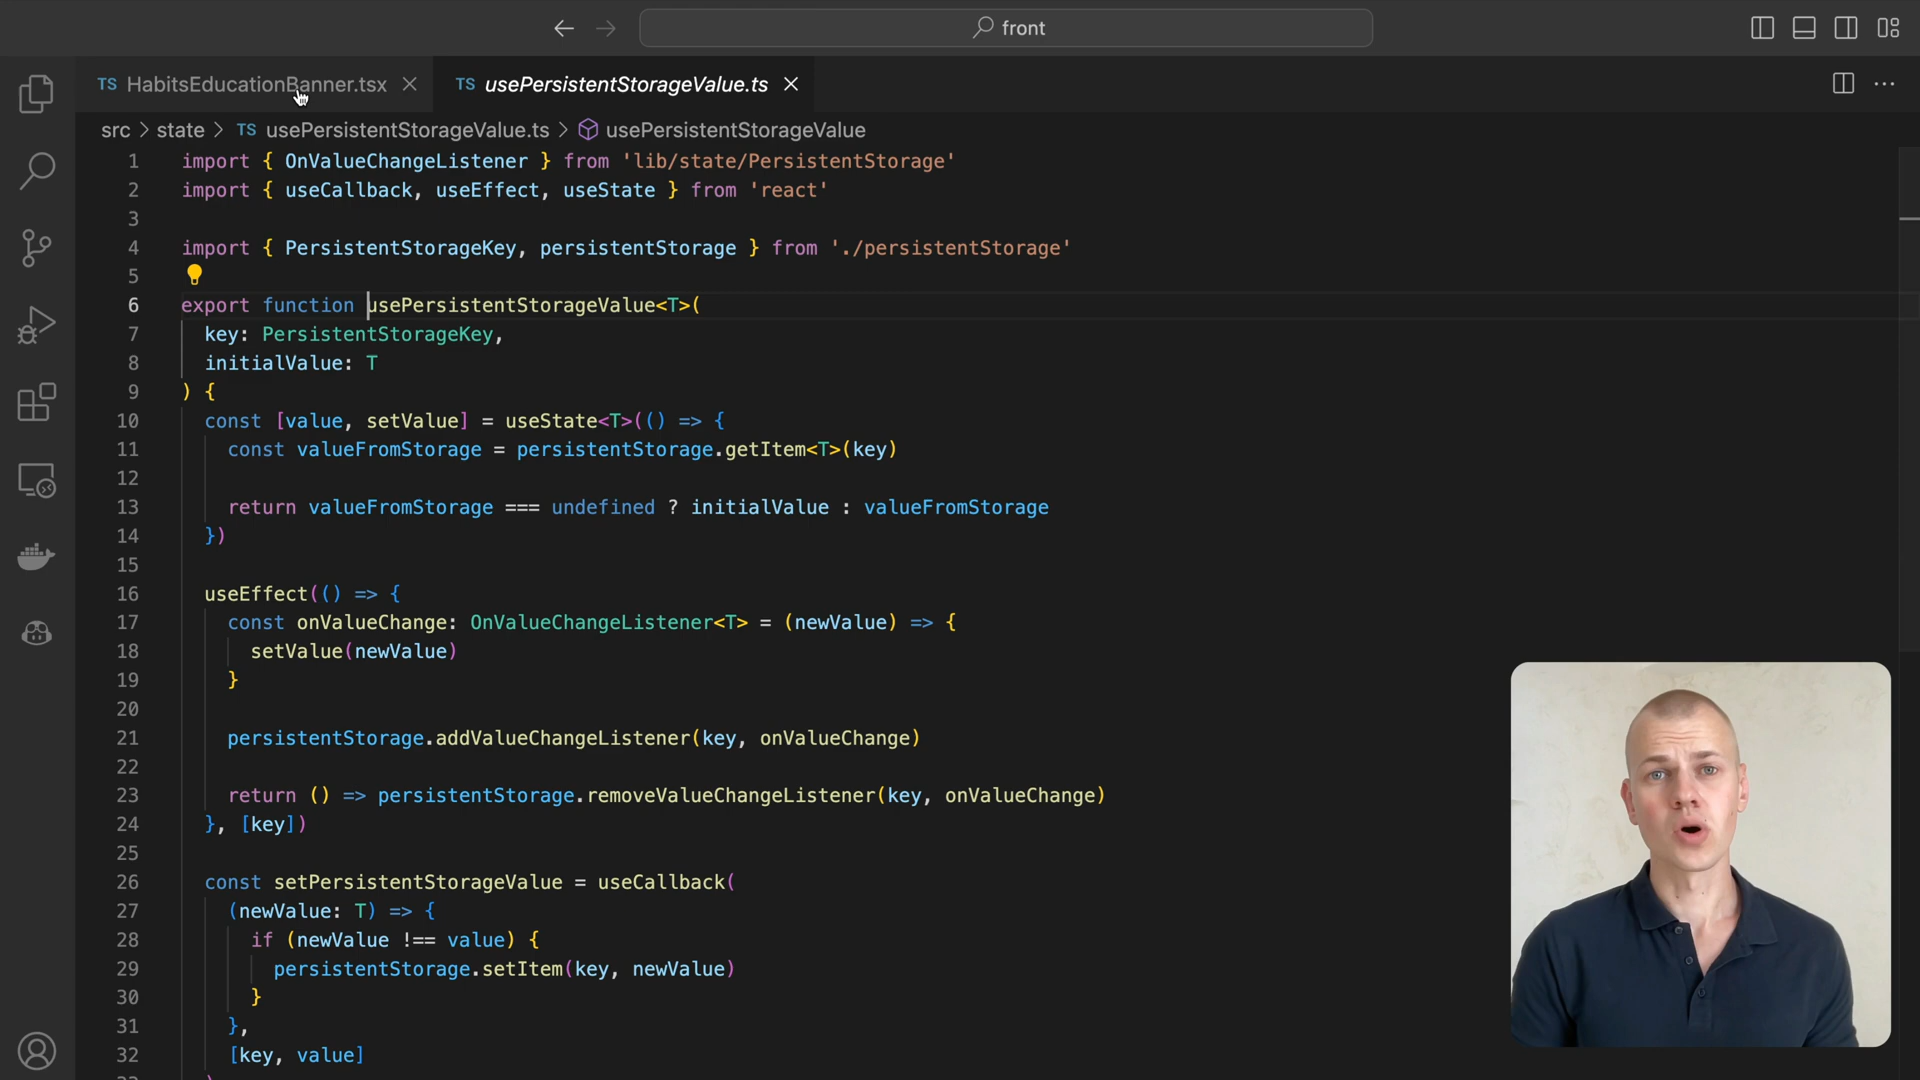 front
TS HabitsEducationBanner.tsx
TS usePersistentStorageValue.ts
src > state > TS usePersistentStorageValue.ts > usePersistentStorageValue
1 import { OnValueChangeListener } from 'lib/state/PersistentStorage'
2 import { useCallback, useEffect, useState } from 'react'
3
4 import { PersistentStorageKey, persistentStorage } from './persistentStorage'
5
6 export function usePersistentStorageValue<T>(
7   key: PersistentStorageKey,
8   initialValue: T
9 ) {
10   const [value, setValue] = useState<T>(() => {
11     const valueFromStorage = persistentStorage.getItem<T>(key)
12
13     return valueFromStorage === undefined ? initialValue : valueFromStorage
14   })
15
16   useEffect(() => {
17     const onValueChange: OnValueChangeListener<T> = (newValue) => {
18       setValue(newValue)
19     }
20
21     persistentStorage.addValueChangeListener(key, onValueChange)
22
23     return () => persistentStorage.removeValueChangeListener(key, onValueChange)
24   }, [key])
25
26   const setPersistentStorageValue = useCallback(
27     (newValue: T) => {
28       if (newValue !== value) {
29         persistentStorage.setItem(key, newValue)
30       }
31     },
32     [key, value]